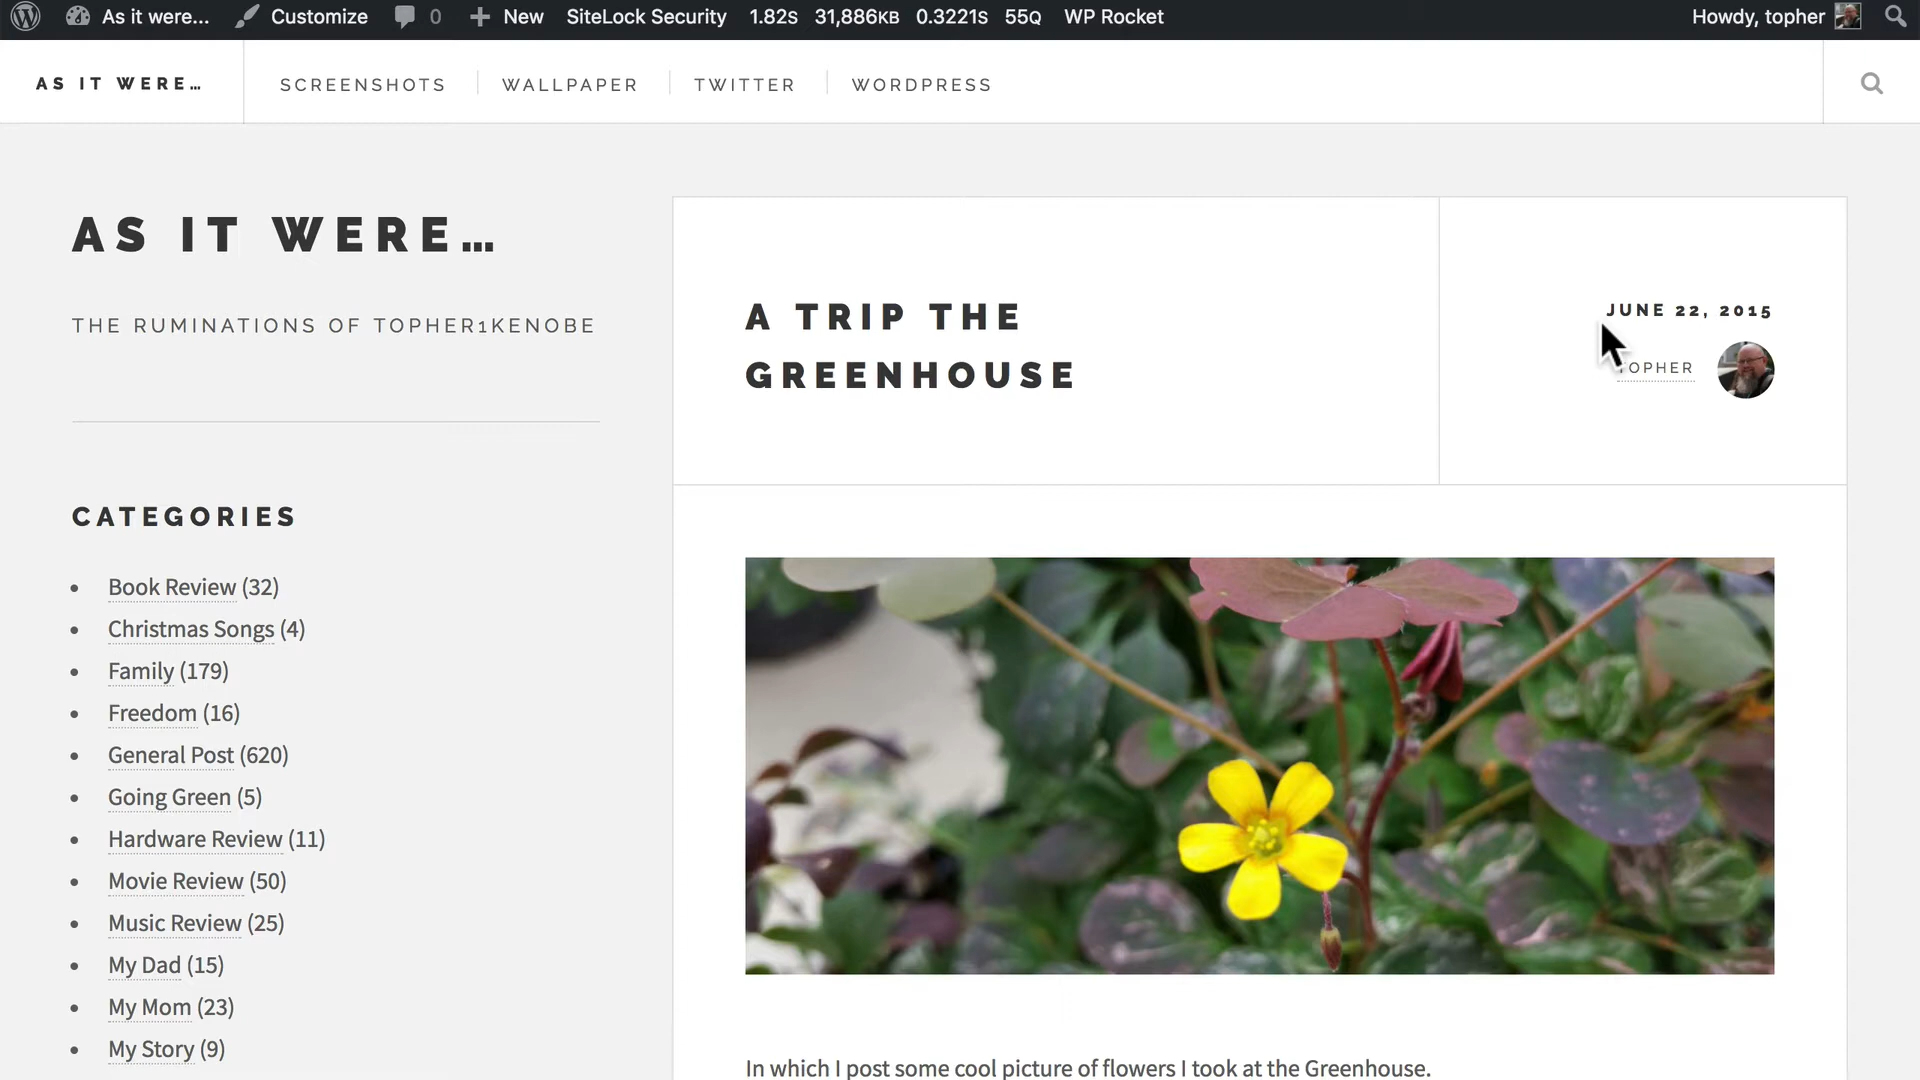 As it were... Customize 0 New SiteLock Security 1.82s 31,886KB 0.3221s 55Q WP Rocket Howdy, topher
AS IT WERE… SCREENSHOTS WALLPAPER TWITTER WORDPRESS
AS IT WERE…
THE RUMINATIONS OF TOPHER1KENOBE
CATEGORIES
Book Review (32)
Christmas Songs (4)
Family (179)
Freedom (16)
General Post (620)
Going Green (5)
Hardware Review (11)
Movie Review (50)
Music Review (25)
My Dad (15)
My Mom (23)
My Story (9)
A TRIP THE
GREENHOUSE
JUNE 22, 2015
TOPHER
In which I post some cool picture of flowers I took at the Greenhouse.